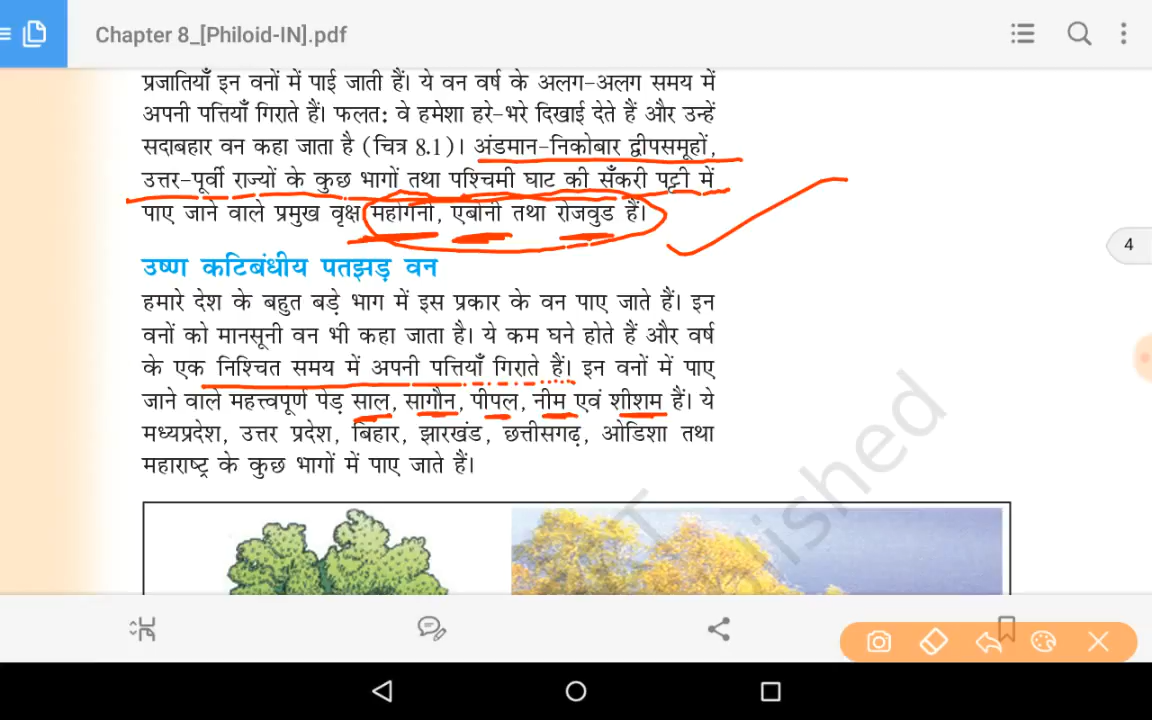 Chapter 8_[Philoid-IN].pdf
प्रजातियाँ इन वनों में पाई जाती हैं। ये वन वर्ष के अलग-अलग समय में
अपनी पत्तियाँ गिराते हैं। फलत: वे हमेशा हरे-भरे दिखाई देते हैं और उन्हें
सदाबहार वन कहा जाता है (चित्र 8.1)। अंडमान-निकोबार द्वीपसमूहों,
उत्तर-पूर्वी राज्यों के कुछ भागों तथा पश्चिमी घाट की सँकरी पट्टी में
पाए जाने वाले प्रमुख वृक्ष महोगनी, एबोनी तथा रोजवुड हैं।
4
उष्ण कटिबंधीय पतझड़ वन
हमारे देश के बहुत बड़े भाग में इस प्रकार के वन पाए जाते हैं। इन
वनों को मानसूनी वन भी कहा जाता है। ये कम घने होते हैं और वर्ष
के एक निश्चित समय में अपनी पत्तियाँ गिराते हैं। इन वनों में पाए
जाने वाले महत्त्वपूर्ण पेड़ साल, सागौन, पीपल, नीम एवं शीशम हैं। ये
मध्यप्रदेश, उत्तर प्रदेश, बिहार, झारखंड, छत्तीसगढ़, ओडिशा तथा
महाराष्ट्र के कुछ भागों में पाए जाते हैं।